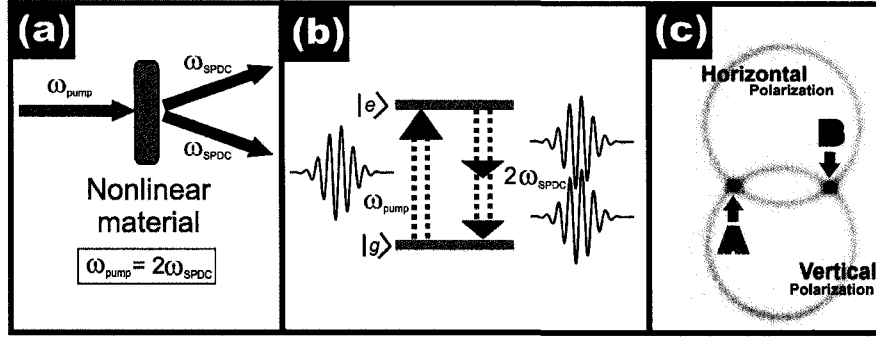 (a)
ω_pump
ω_SPDC
ω_SPDC
Nonlinear
material
ω_pump = 2ω_SPDC
(b)
|e⟩
ω_pump
2ω_SPDC
|g⟩
(c)
Horizontal
Polarization
B
A
Vertical
Polarization